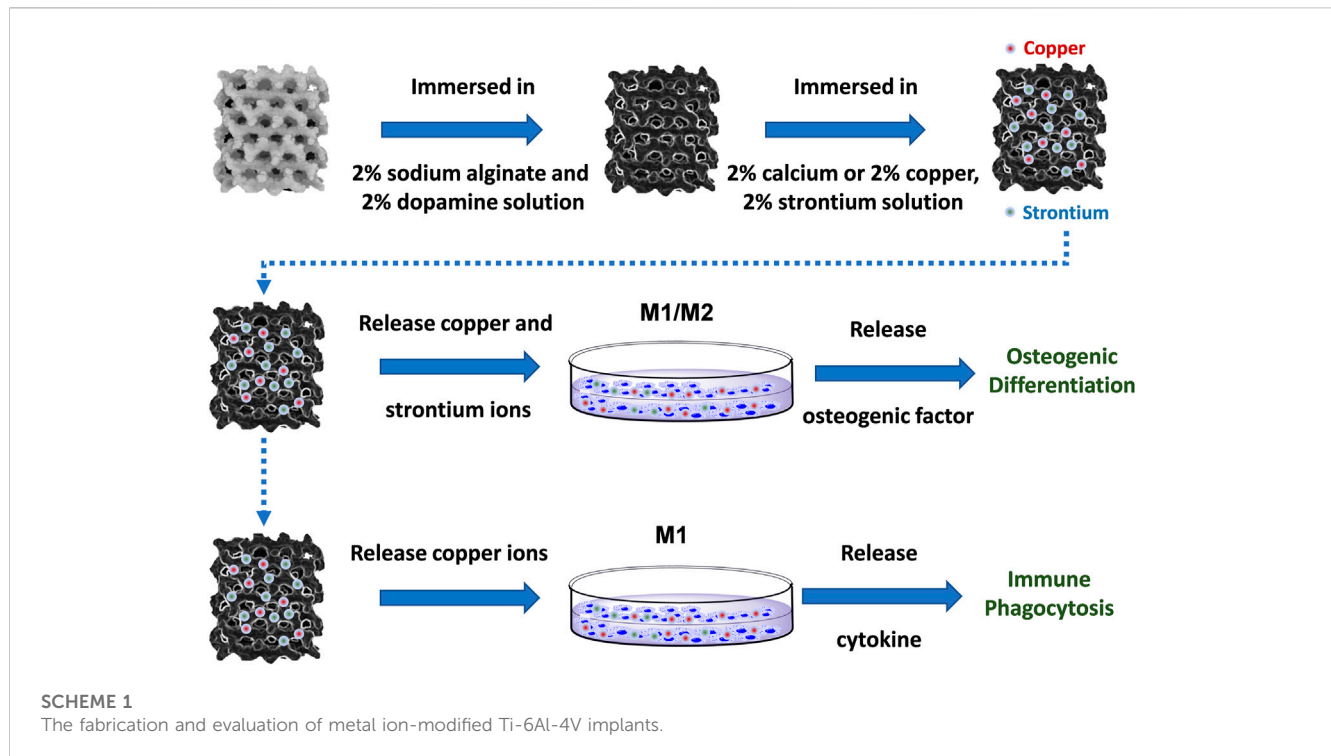 Immersed in
2% sodium alginate and
2% dopamine solution
Immersed in
2% calcium or 2% copper,
2% strontium solution
Copper
Strontium
Release copper and
strontium ions
M1/M2
Release
osteogenic factor
Osteogenic
Differentiation
Release copper ions
M1
Release
cytokine
Immune
Phagocytosis
SCHEME 1
The fabrication and evaluation of metal ion-modified Ti-6Al-4V implants.